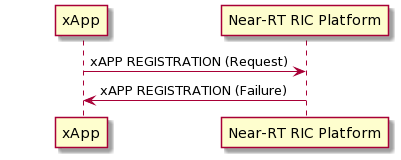 xApp
Near-RT RIC Platform
xAPP REGISTRATION (Request)
xAPP REGISTRATION (Failure)
xApp
Near-RT RIC Platform